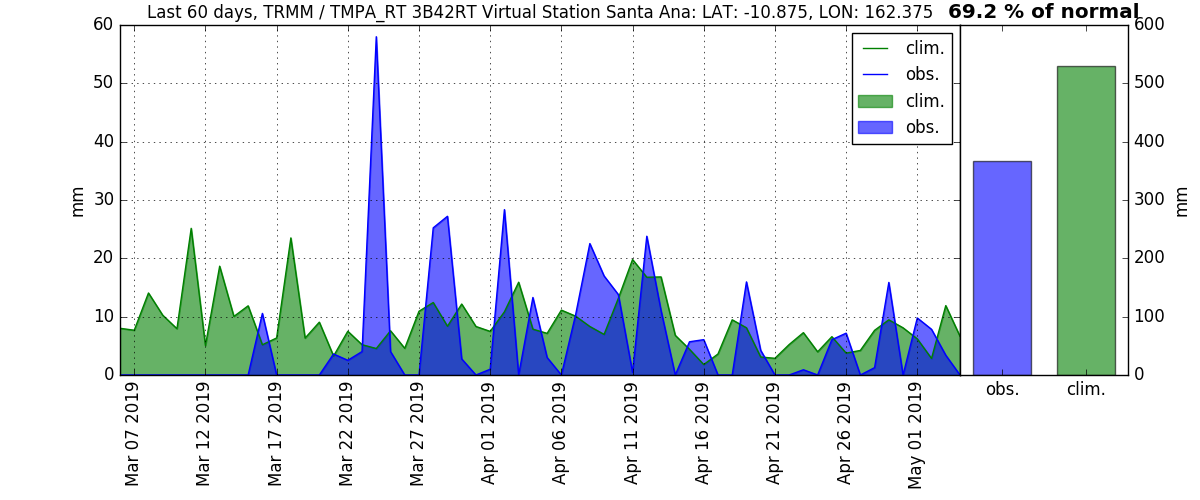 Last 60 days, TRMM / TMPA_RT 3B42RT Virtual Station Santa Ana: LAT: -10.875, LON: 162.375
69.2 % of normal
60
50
40
30
20
10
0
mm
clim.
obs.
clim.
obs.
600
500
400
300
200
100
0
mm
obs.
clim.
Mar 07 2019
Mar 12 2019
Mar 17 2019
Mar 22 2019
Mar 27 2019
Apr 01 2019
Apr 06 2019
Apr 11 2019
Apr 16 2019
Apr 21 2019
Apr 26 2019
May 01 2019